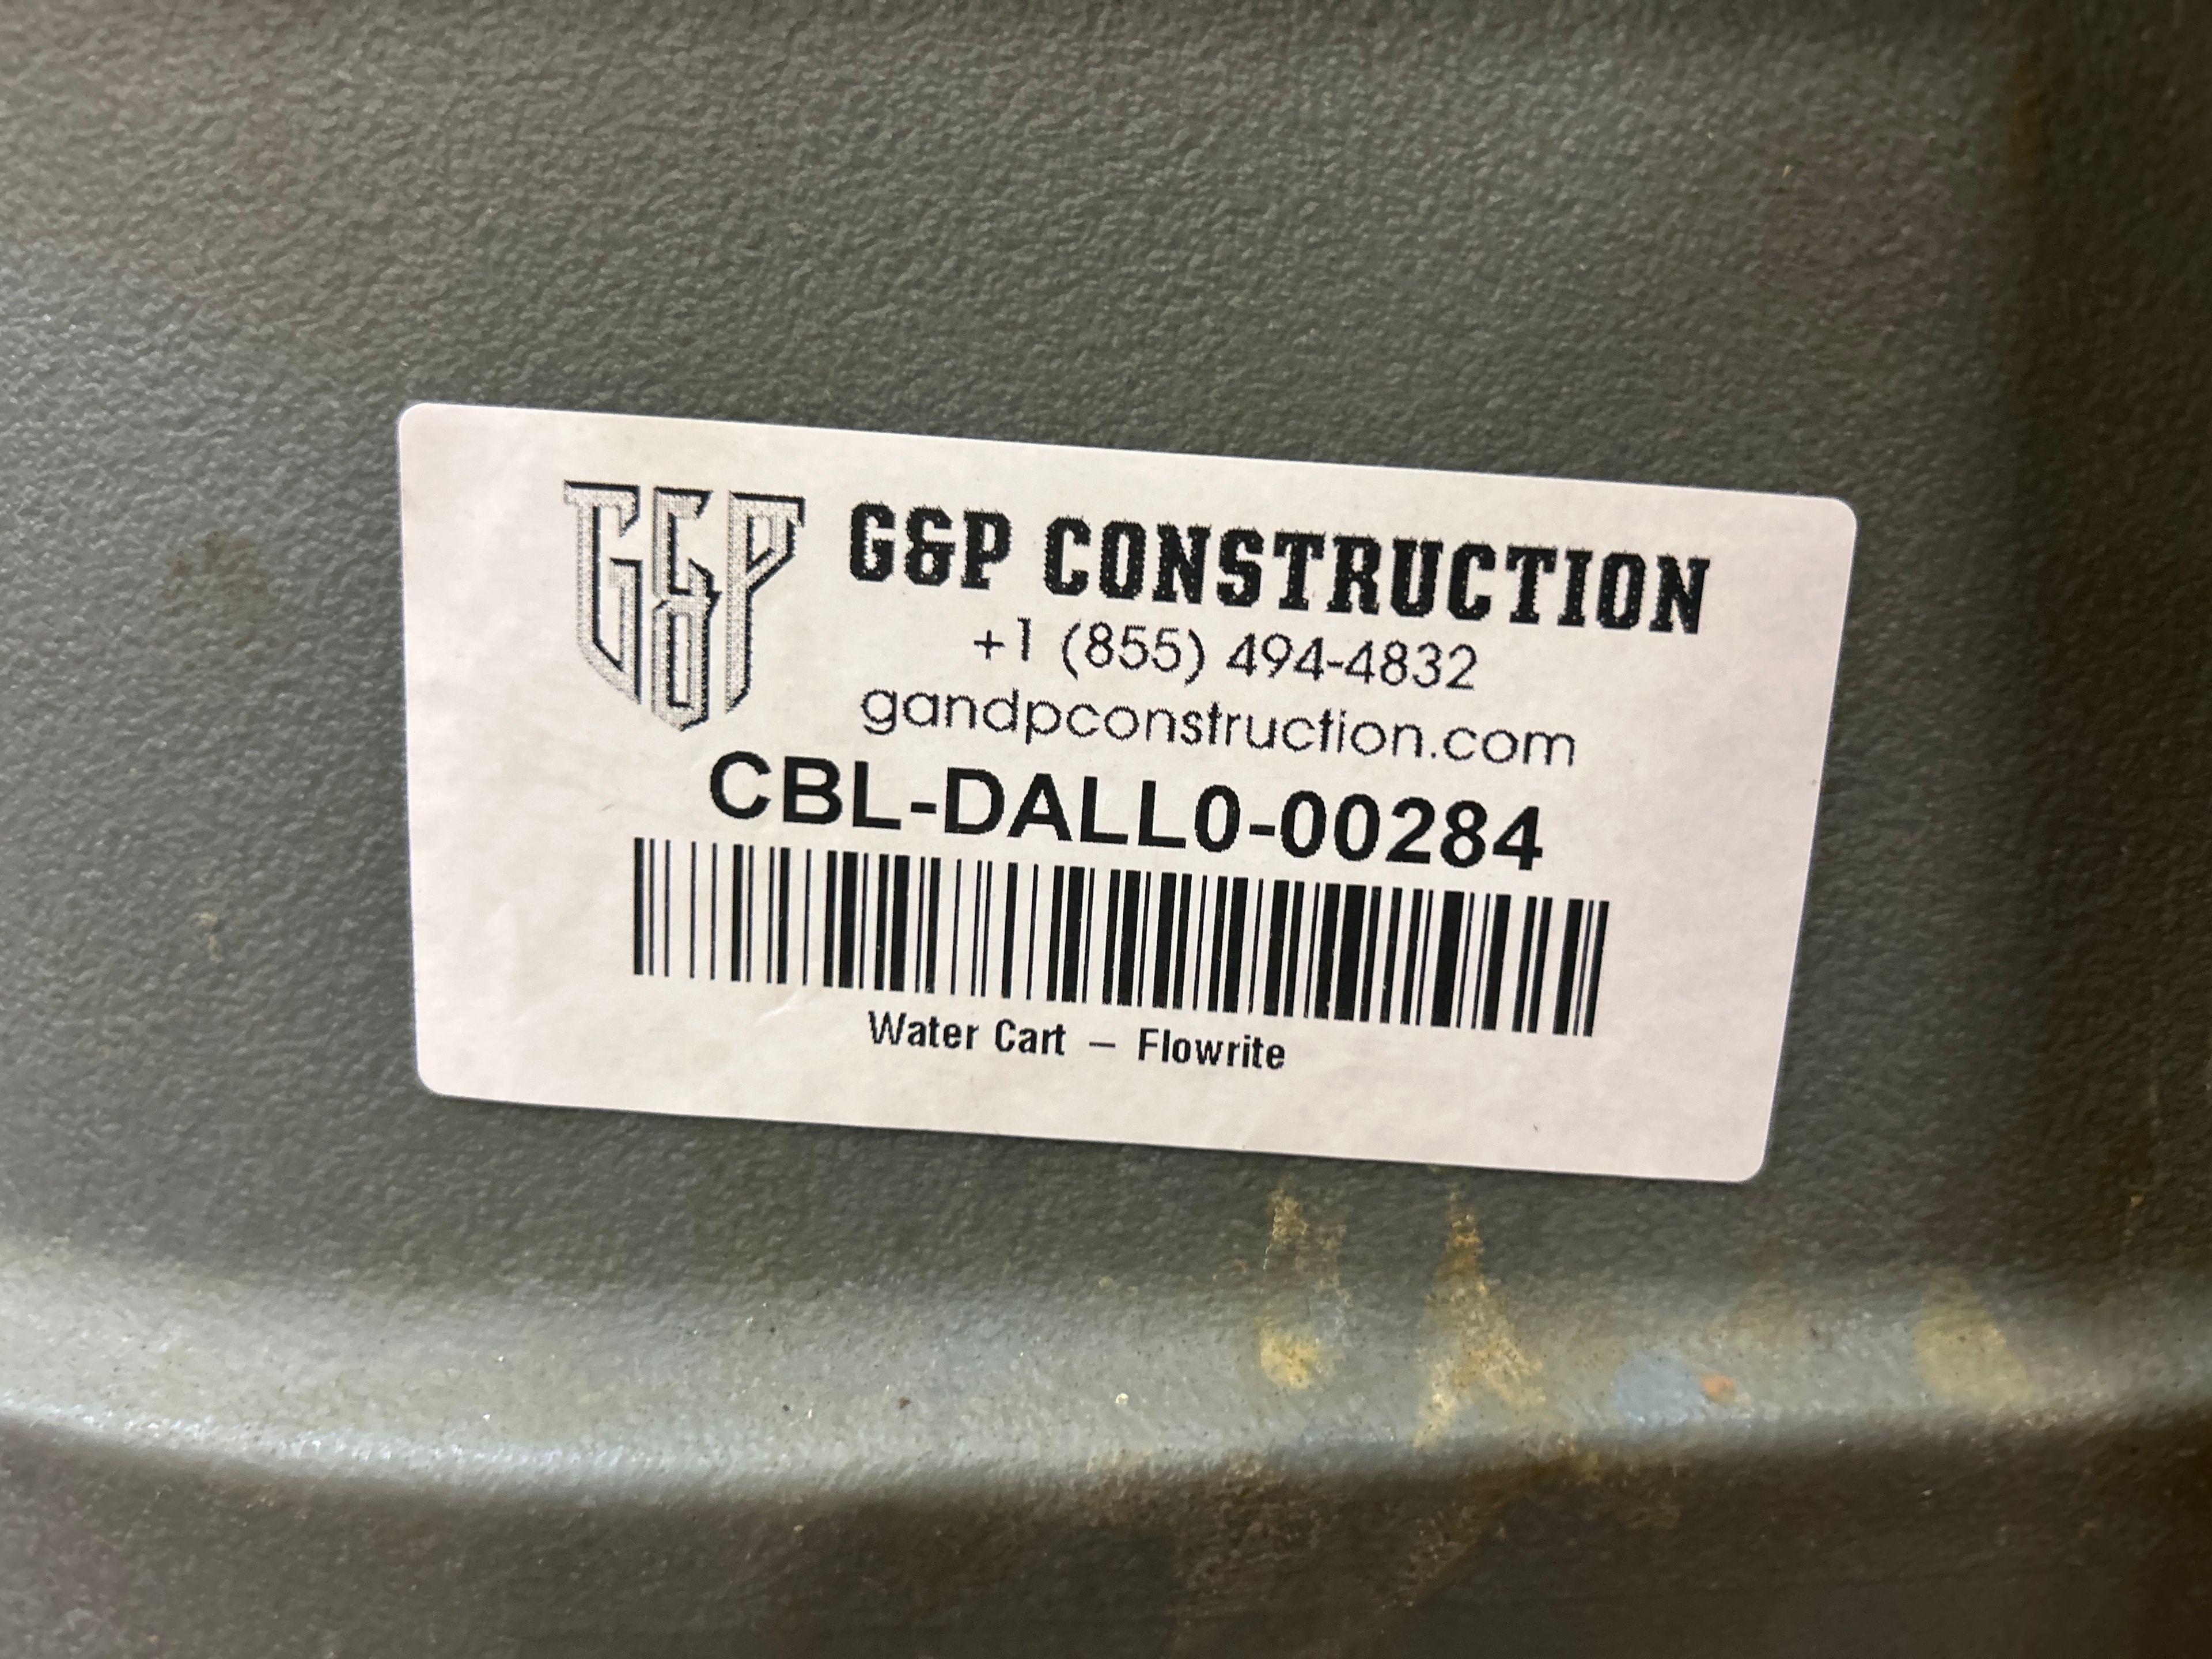 G&P
G&P CONSTRUCTION
+1 (855) 494-4832
gandpconstruction.com
CBL-DALL0-00284
Water Cart – Flowrite